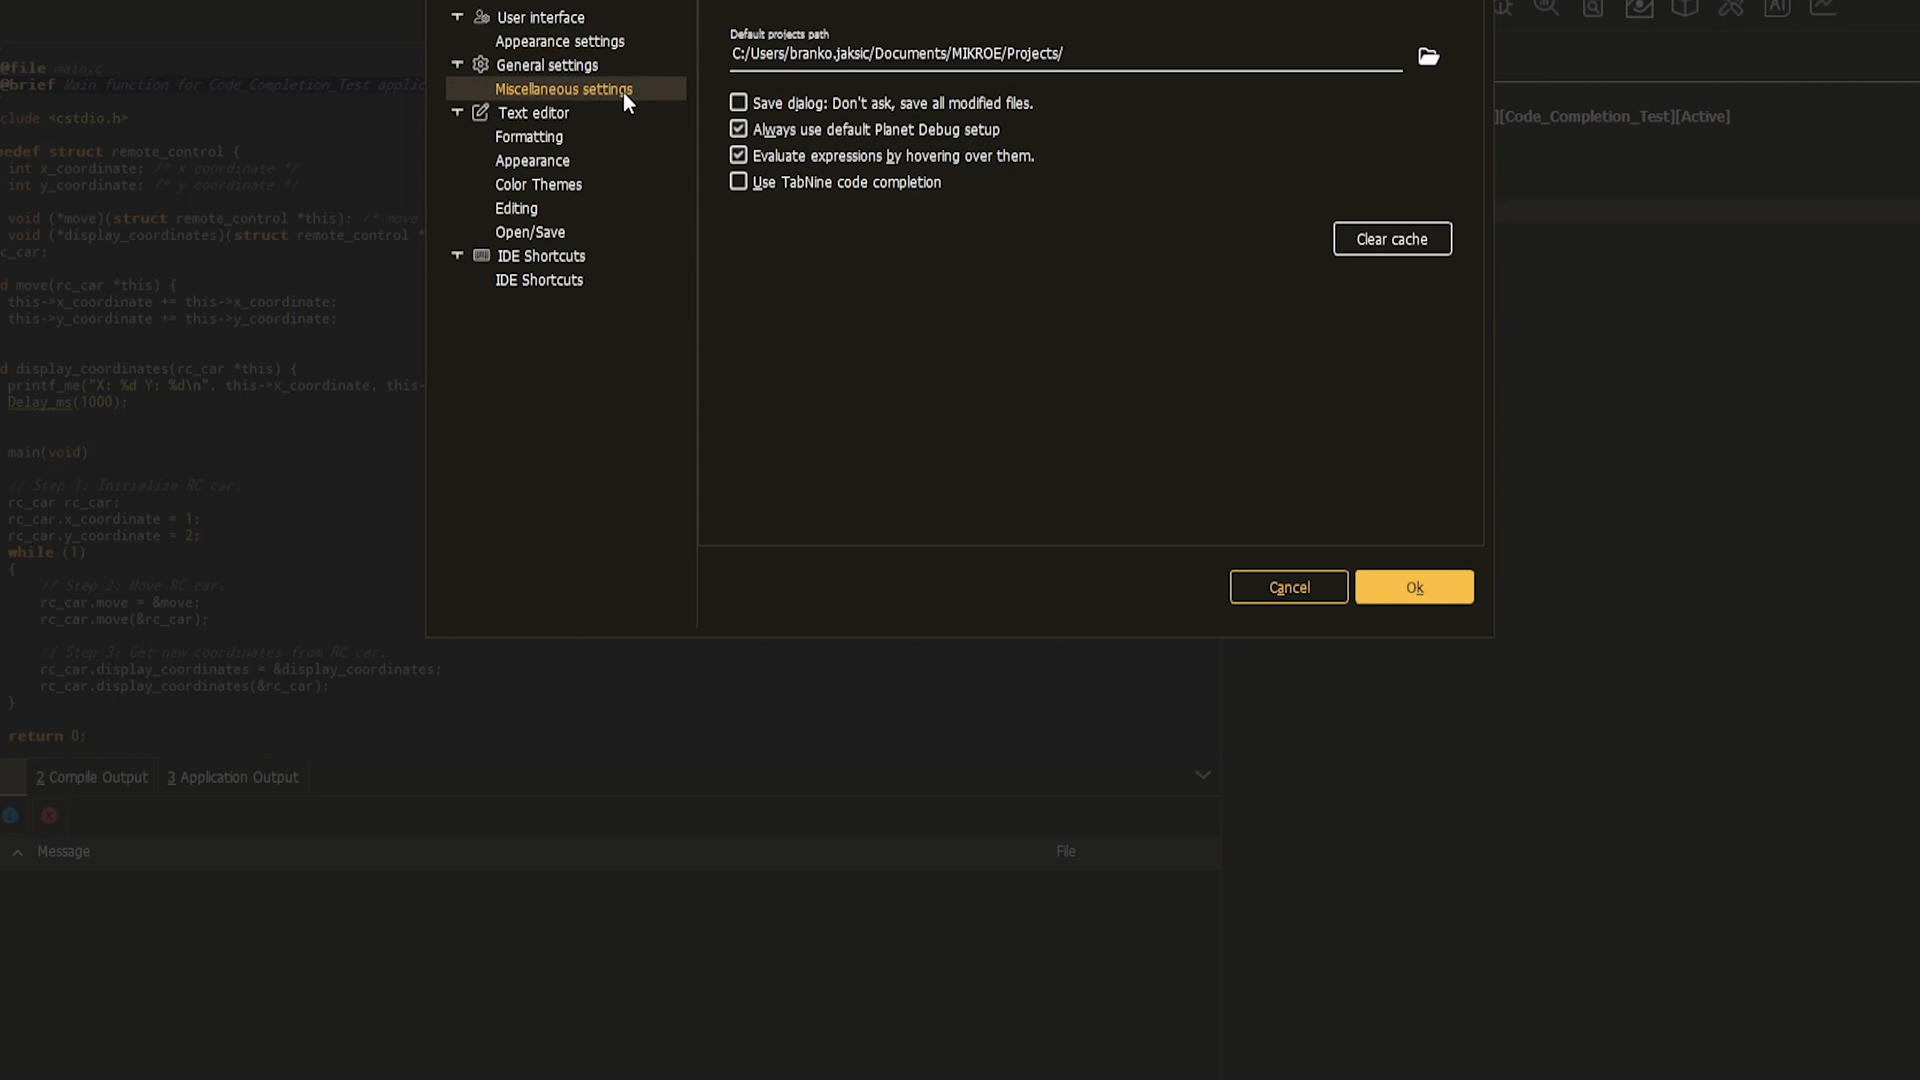 User interface
Appearance settings
General settings
Miscellaneous settings
Text editor
Formatting
Appearance
Color Themes
Editing
Open/Save
IDE Shortcuts
IDE Shortcuts
Default projects path
C:/Users/branko.jaksic/Documents/MIKROE/Projects/
Save dialog: Don't ask, save all modified files.
Always use default Planet Debug setup
Evaluate expressions by hovering over them.
Use TabNine code completion
Clear cache
Cancel
Ok
AI
][Code_Completion_Test][Active]
@file main.c
@brief Main function for Code_Completion_Test applic
clude <cstdio.h>
pedef struct remote_control {
int x_coordinate; /* x coordinate */
int y_coordinate; /* y coordinate */
void (*move)(struct remote_control *this); /* move
void (*display_coordinates)(struct remote_control *
c_car;
d move(rc_car *this) {
this->x_coordinate += this->x_coordinate;
this->y_coordinate += this->y_coordinate;
d display_coordinates(rc_car *this) {
printf_me("X: %d Y: %d\n", this->x_coordinate, this-
Delay_ms(1000);
main(void)
// Step 1: Initialize RC car.
rc_car rc_car;
rc_car.x_coordinate = 1;
rc_car.y_coordinate = 2;
while (1)
{
// Step 2: Move RC car.
rc_car.move = &move;
rc_car.move(&rc_car);
// Step 3: Get new coordinates from RC car.
rc_car.display_coordinates = &display_coordinates;
rc_car.display_coordinates(&rc_car);
}
return 0;
2 Compile Output 3 Application Output
Message File